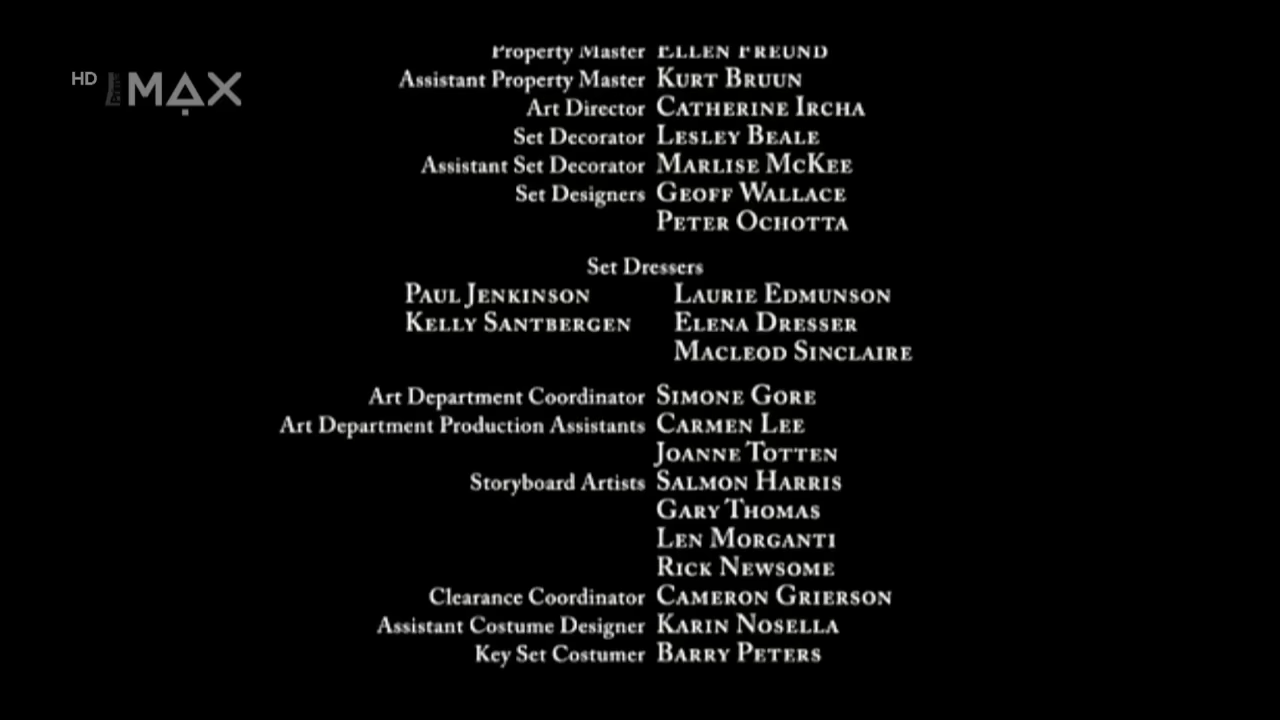 HD MAX
Property Master ELLEN FREUND
Assistant Property Master KURT BRUUN
Art Director CATHERINE IRCHA
Set Decorator LESLEY BEALE
Assistant Set Decorator MARLISE MCKEE
Set Designers GEOFF WALLACE
PETER OCHOTTA
Set Dressers
PAUL JENKINSON LAURIE EDMUNSON
KELLY SANTBERGEN ELENA DRESSER
MACLEOD SINCLAIRE
Art Department Coordinator SIMONE GORE
Art Department Production Assistants CARMEN LEE
JOANNE TOTTEN
Storyboard Artists SALMON HARRIS
GARY THOMAS
LEN MORGANTI
RICK NEWSOME
Clearance Coordinator CAMERON GRIERSON
Assistant Costume Designer KARIN NOSELLA
Key Set Costumer BARRY PETERS